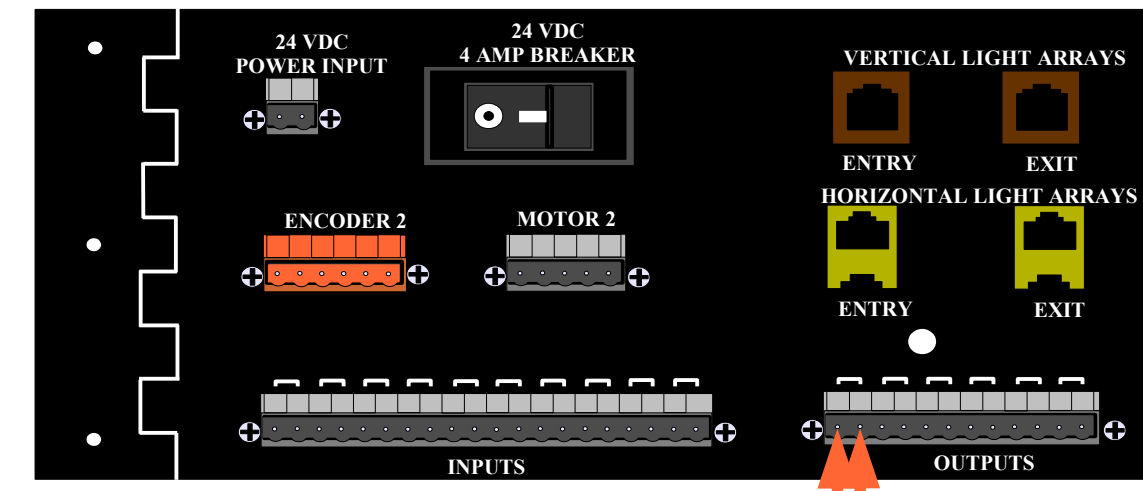 24 VDC
POWER INPUT
24 VDC
4 AMP BREAKER
VERTICAL LIGHT ARRAYS
ENTRY
EXIT
HORIZONTAL LIGHT ARRAYS
ENCODER 2
MOTOR 2
ENTRY
EXIT
INPUTS
OUTPUTS